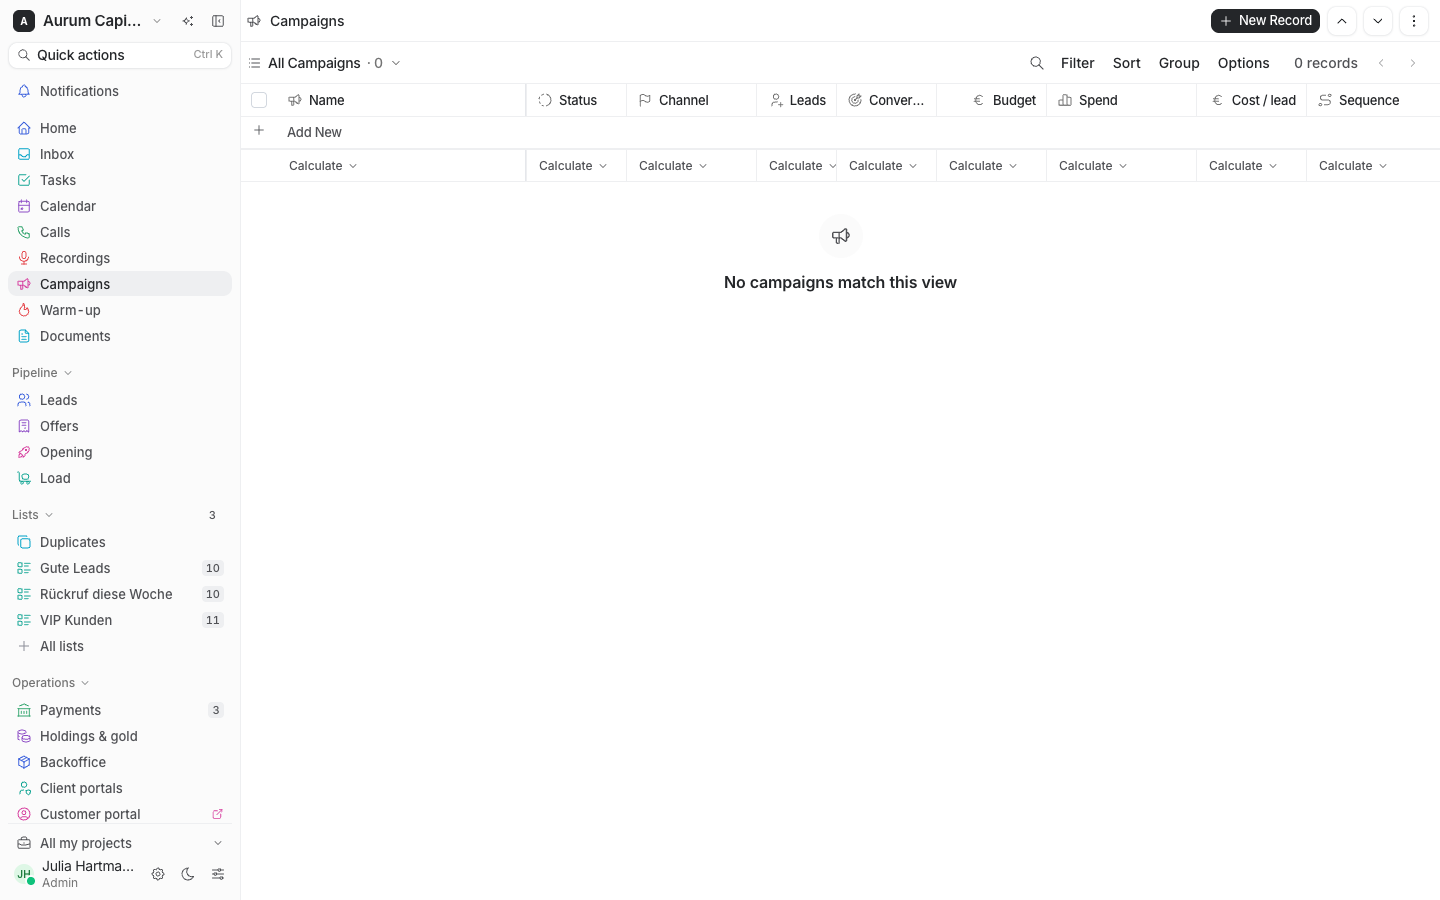 A Aurum Capi...
Quick actions Ctrl K
Notifications
Home
Inbox
Tasks
Calendar
Calls
Recordings
Campaigns
Warm-up
Documents
Pipeline
Leads
Offers
Opening
Load
Lists 3
Duplicates
Gute Leads 10
Rückruf diese Woche 10
VIP Kunden 11
All lists
Operations
Payments 3
Holdings & gold
Backoffice
Client portals
Customer portal
All my projects
JH Julia Hartma...
Admin
Campaigns New Record
All Campaigns · 0 Filter Sort Group Options 0 records
Name Status Channel Leads Conver... Budget Spend Cost / lead Sequence
Add New
Calculate Calculate Calculate Calculate Calculate Calculate Calculate Calculate Calculate
No campaigns match this view